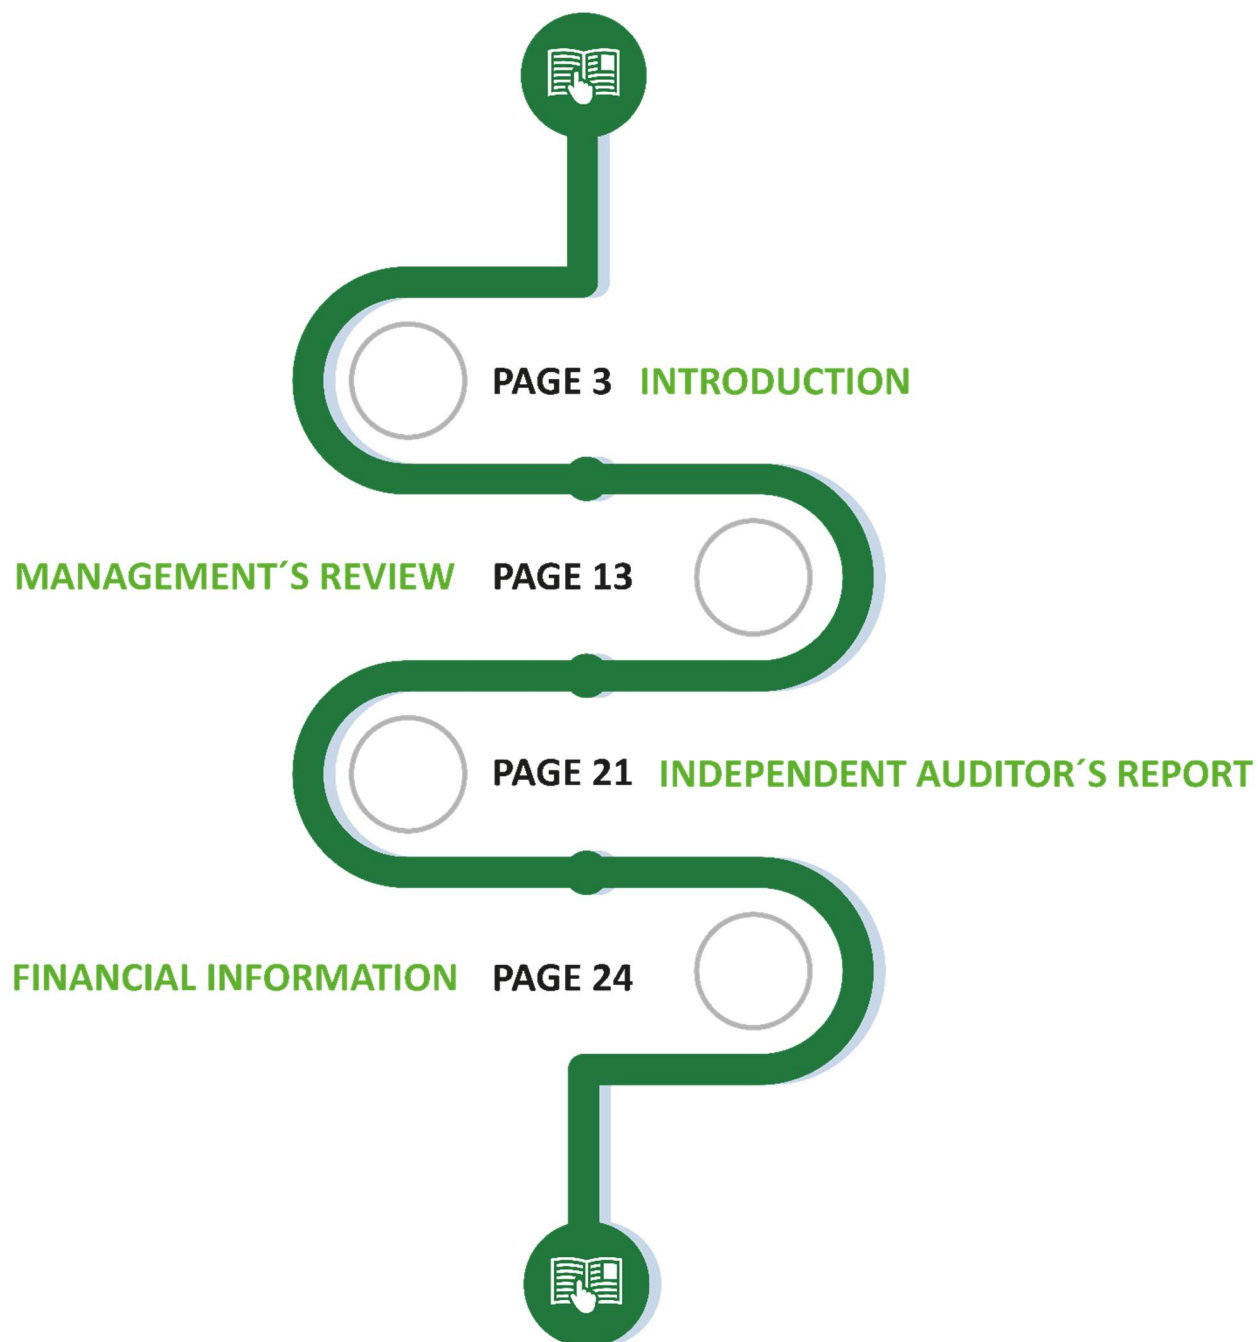 PAGE 3 INTRODUCTION
MANAGEMENT´S REVIEW PAGE 13
PAGE 21 INDEPENDENT AUDITOR´S REPORT
FINANCIAL INFORMATION PAGE 24